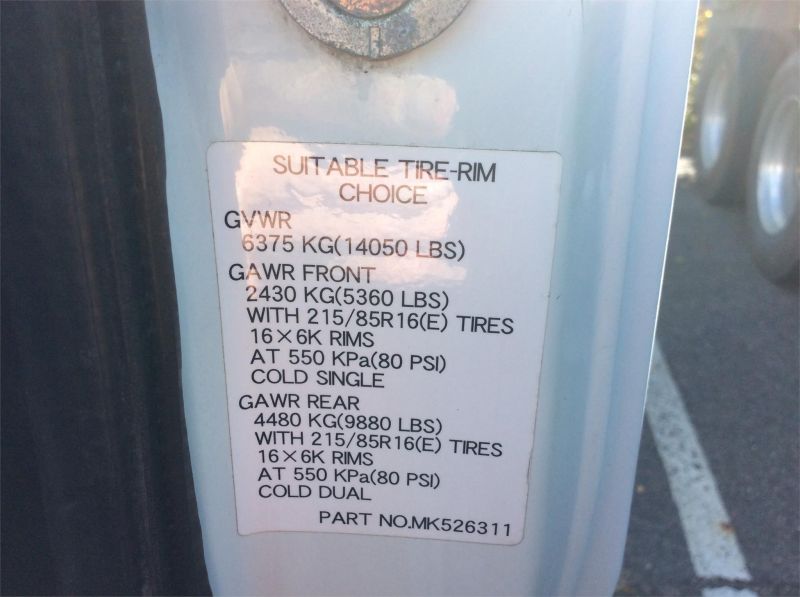 SUITABLE TIRE-RIM
CHOICE
GVWR
6375 KG(14050 LBS)
GAWR FRONT
2430 KG(5360 LBS)
WITH 215/85R16(E) TIRES
16×6K RIMS
AT 550 KPa(80 PSI)
COLD SINGLE
GAWR REAR
4480 KG(9880 LBS)
WITH 215/85R16(E) TIRES
16×6K RIMS
AT 550 KPa(80 PSI)
COLD DUAL
PART NO.MK526311